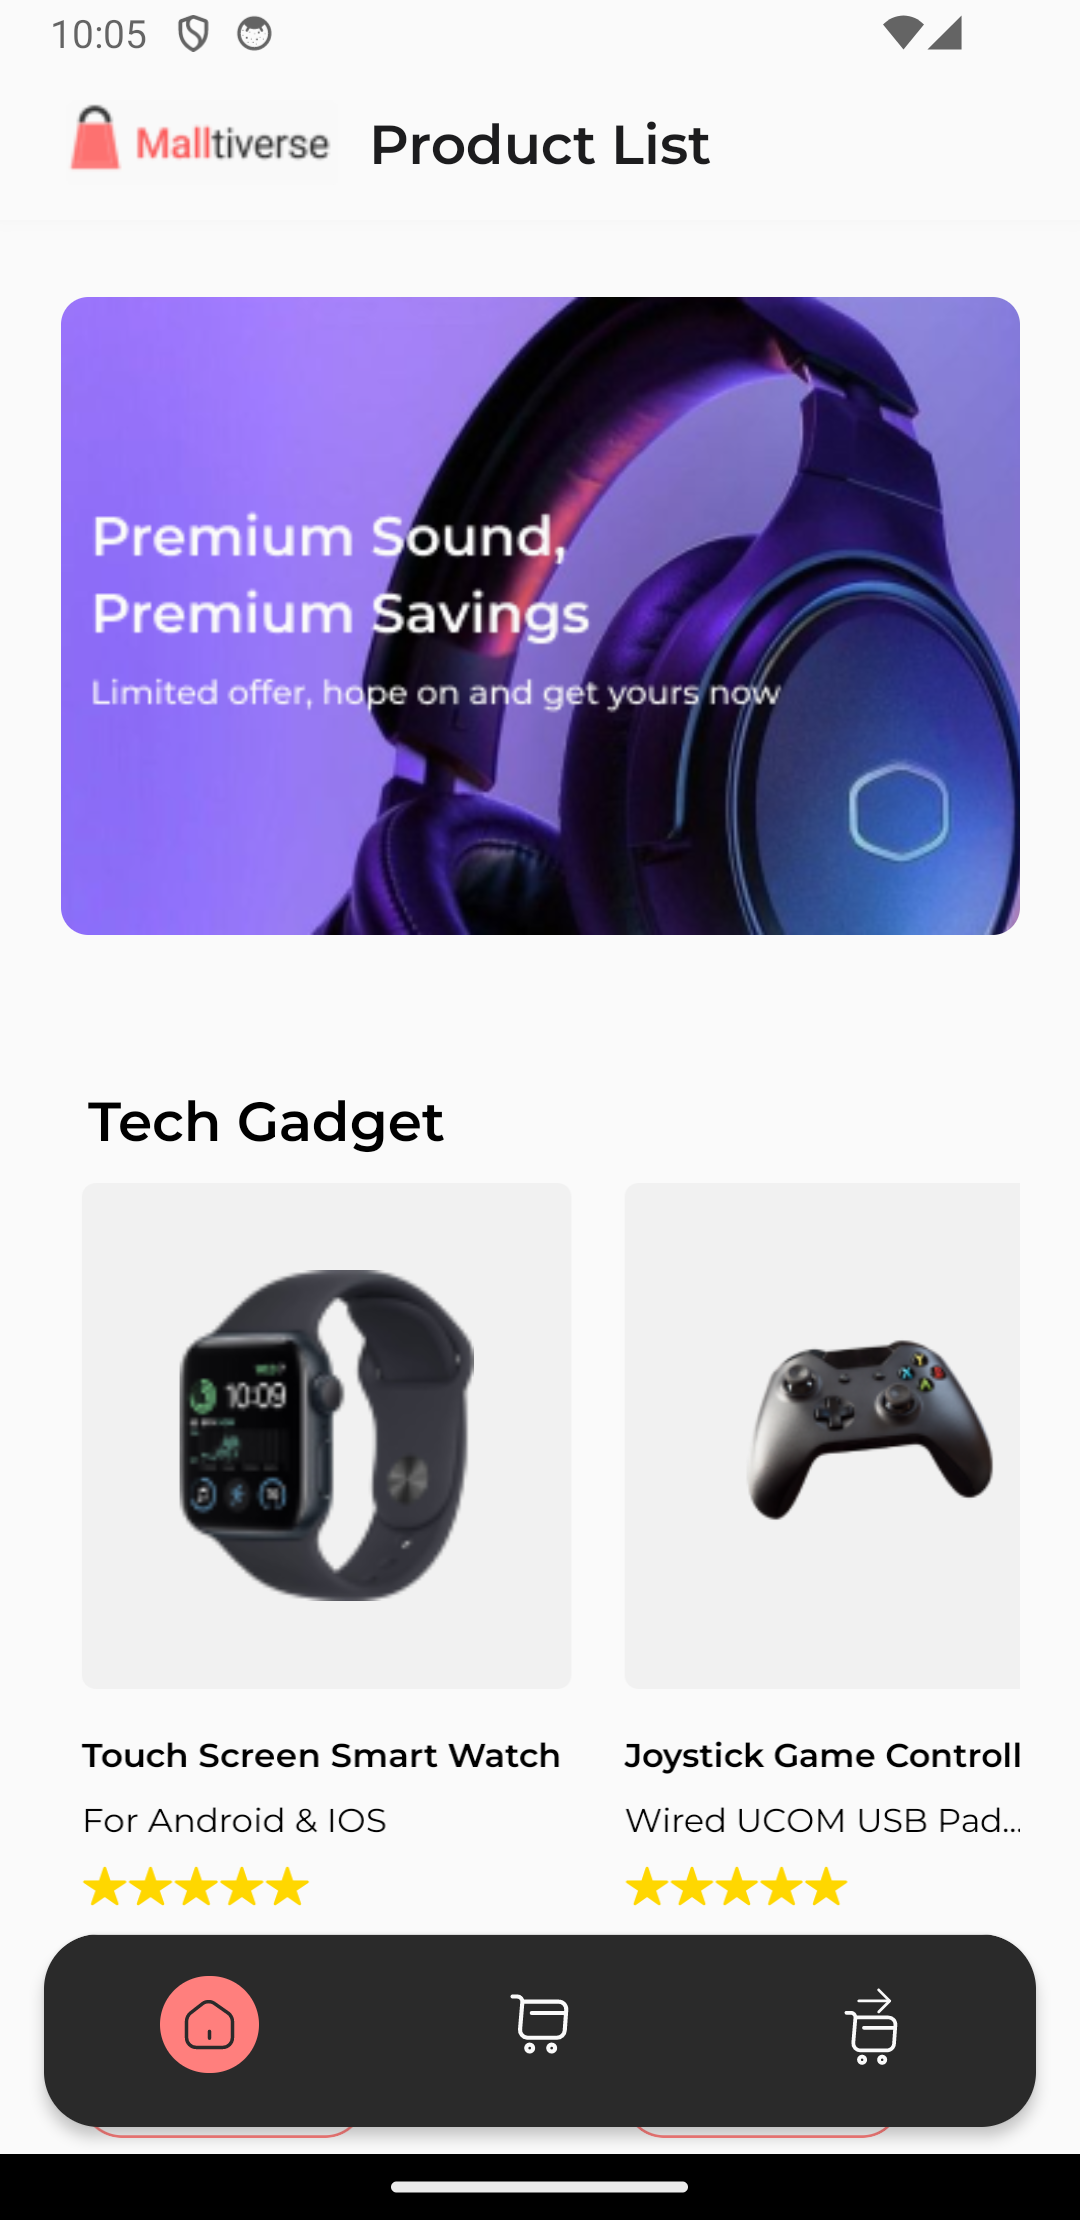 10:05
Malltiverse
Product List
Premium Sound,
Premium Savings
Limited offer, hope on and get yours now
Tech Gadget
10:09
Y
X B
A
Touch Screen Smart Watch
Joystick Game Controll
For Android & IOS
Wired UCOM USB Pad...